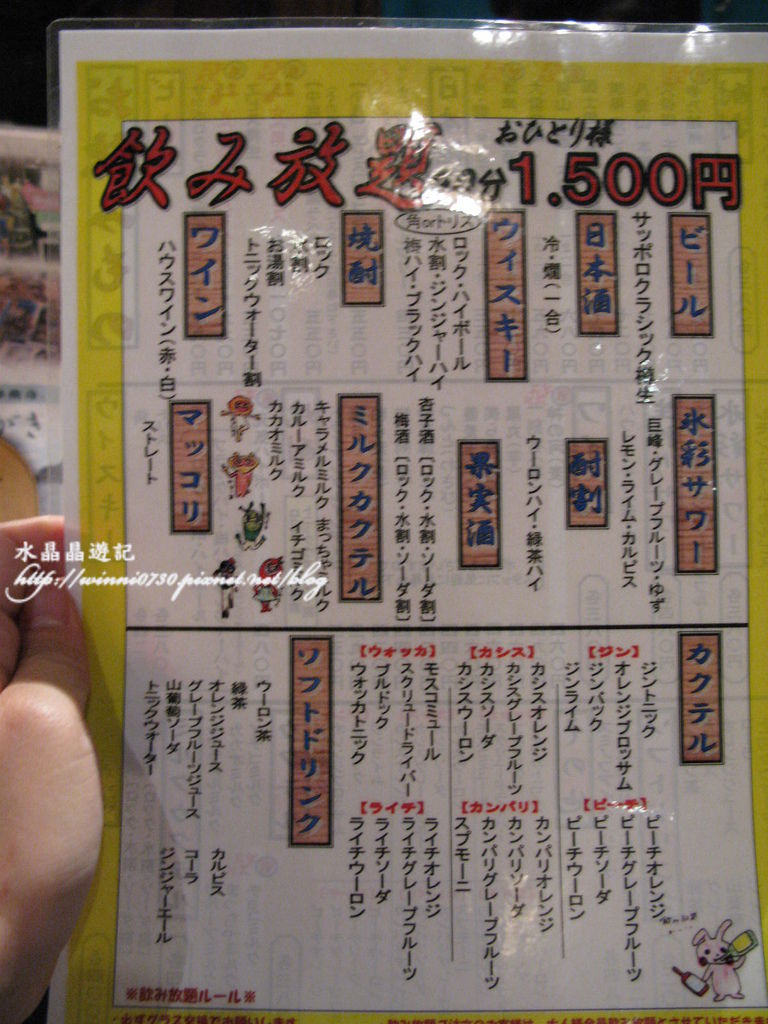 飲み放題
おひとり様
1.500円
ビール
サッポロクラシック樽生
日本酒
冷・燗(一合)
ウィスキー
角orトリス
ロック・ハイボール
水割・ジンジャーハイ
梅ハイ・ブラックハイ
焼酎
ロック
お湯割
トニックウォーター割
ワイン
ハウスワイン(赤・白)
氷彩サワー
巨峰・グレープフルーツ・ゆず
レモン・ライム・カルピス
酎割
ウーロンハイ・緑茶ハイ
果実酒
杏子酒 [ロック・水割・ソーダ割]
梅酒 [ロック・水割・ソーダ割]
ミルクカクテル
キャラメルミルク
カルーアミルク
カカオミルク
マッコリ
ストレート
カクテル
【ジン】
ジントニック
オレンジブロッサム
ジンバック
ジンライム
【カシス】
カシスオレンジ
カシスグレープフルーツ
カシスソーダ
カシスウーロン
【ウォッカ】
モスコミュール
スクリュードライバー
ブルドック
ウォッカトニック
【ピーチ】
ピーチオレンジ
ピーチグレープフルーツ
ピーチソーダ
ピーチウーロン
【カンパリ】
カンパリオレンジ
カンパリソーダ
カンパリグレープフルーツ
スプモーニ
【ライチ】
ライチオレンジ
ライチグレープフルーツ
ライチソーダ
ライチウーロン
ソフトドリンク
ウーロン茶
緑茶
オレンジジュース
グレープフルーツジュース
山葡萄ソーダ
トニックウォーター
カルピス
コーラ
ジンジャーエール
※飲み放題ルール※
水晶晶遊記
http://winni0730.pixnet.net/blog